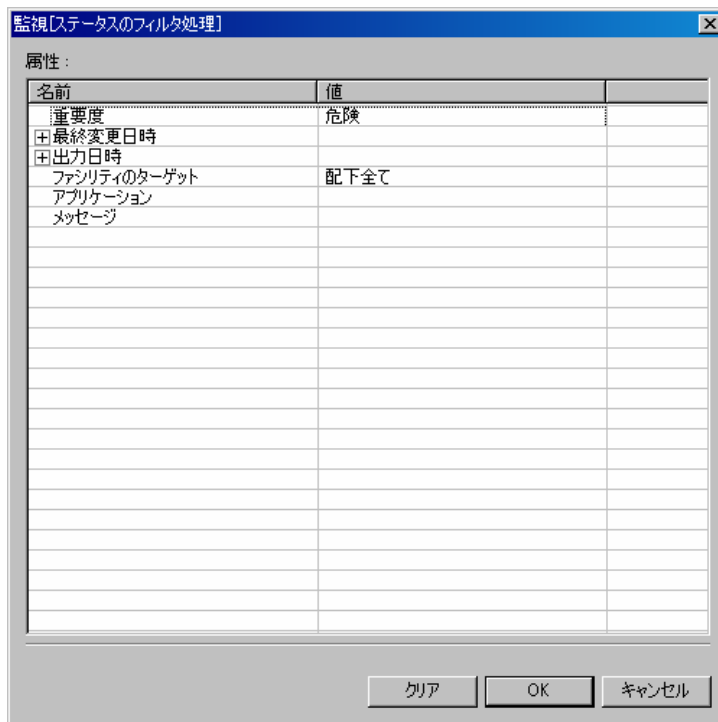 監視[ステータスのフィルタ処理]
属性：
名前 値
重要度 危険
最終変更日時
出力日時
ファシリティのターゲット 配下全て
アプリケーション
メッセージ
クリア OK キャンセル